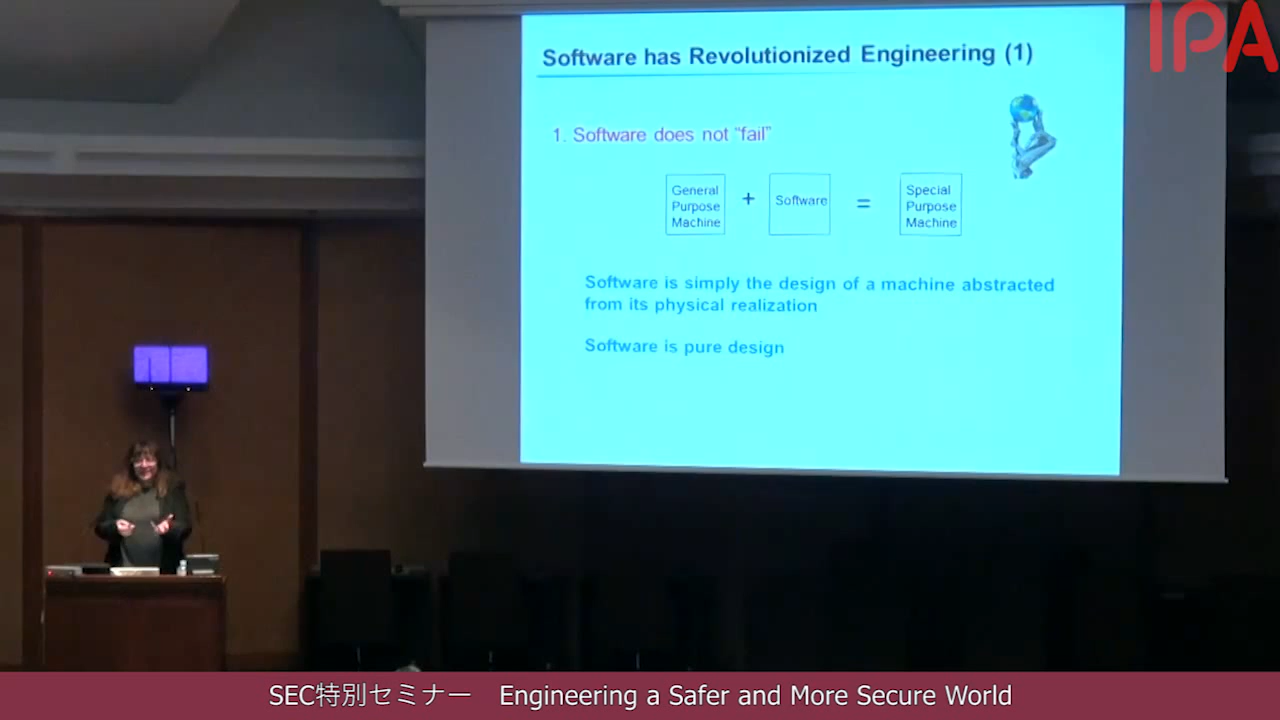 IPA
Software has Revolutionized Engineering (1)
1. Software does not "fail"
General
Purpose
Machine
+
Software
=
Special
Purpose
Machine
Software is simply the design of a machine abstracted
from its physical realization
Software is pure design
SEC特別セミナー　Engineering a Safer and More Secure World